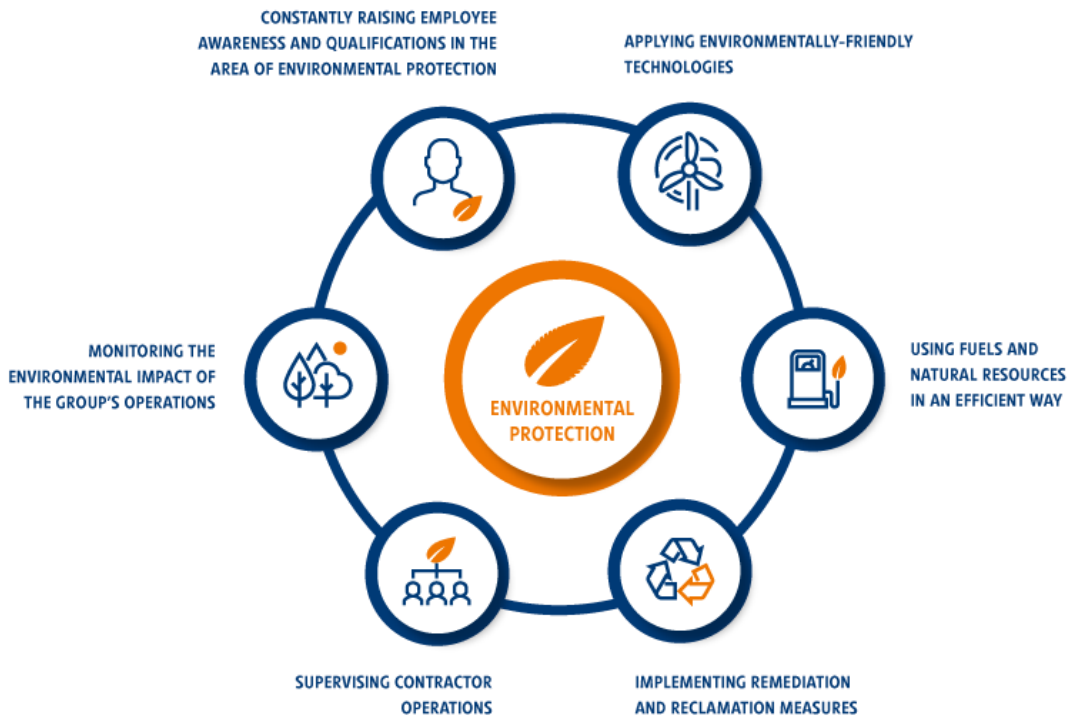 CONSTANTLY RAISING EMPLOYEE
AWARENESS AND QUALIFICATIONS IN THE
AREA OF ENVIRONMENTAL PROTECTION
APPLYING ENVIRONMENTALLY-FRIENDLY
TECHNOLOGIES
MONITORING THE
ENVIRONMENTAL IMPACT OF
THE GROUP'S OPERATIONS
ENVIRONMENTAL
PROTECTION
USING FUELS AND
NATURAL RESOURCES
IN AN EFFICIENT WAY
SUPERVISING CONTRACTOR
OPERATIONS
IMPLEMENTING REMEDIATION
AND RECLAMATION MEASURES